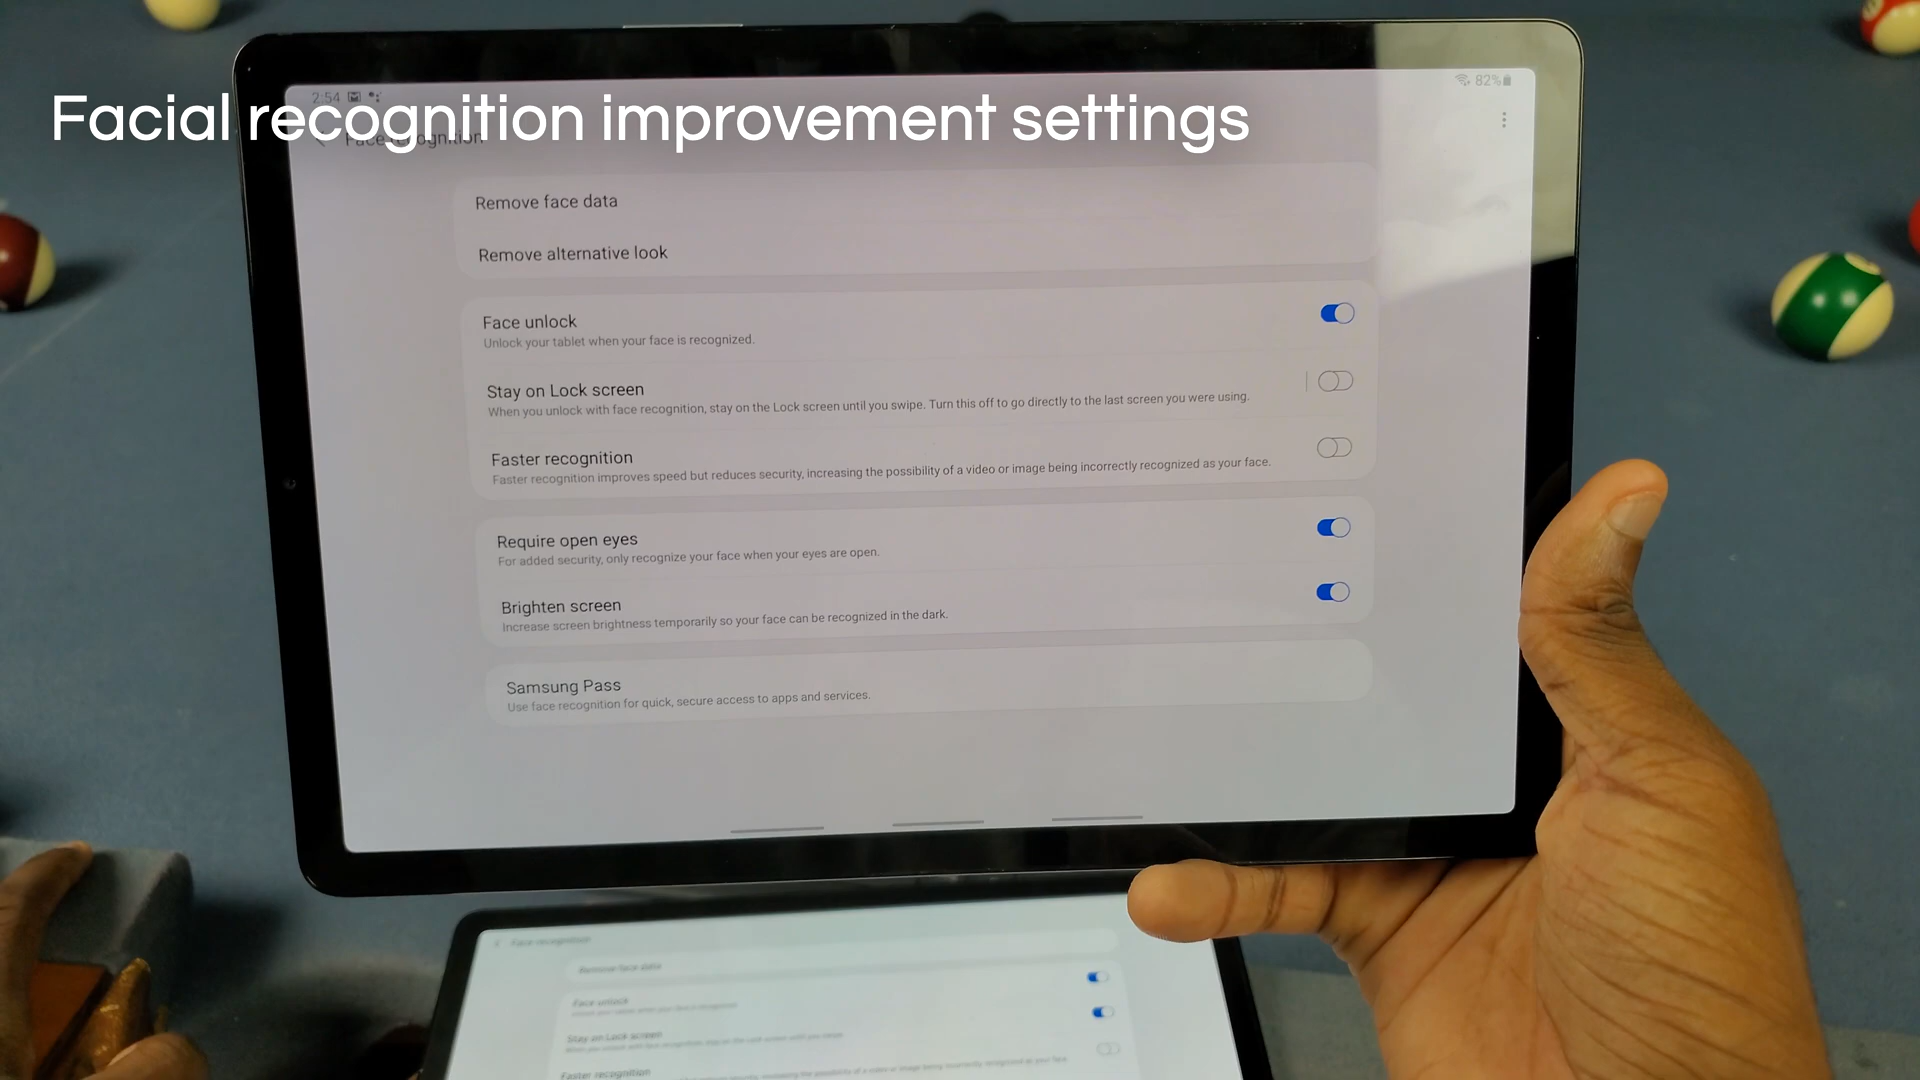 2:54
82%
Facial recognition improvement settings
Face recognition
Remove face data
Remove alternative look
Face unlock
Unlock your tablet when your face is recognized.
Stay on Lock screen
When you unlock with face recognition, stay on the Lock screen until you swipe. Turn this off to go directly to the last screen you were using.
Faster recognition
Faster recognition improves speed but reduces security, increasing the possibility of a video or image being incorrectly recognized as your face.
Require open eyes
For added security, only recognize your face when your eyes are open.
Brighten screen
Increase screen brightness temporarily so your face can be recognized in the dark.
Samsung Pass
Use face recognition for quick, secure access to apps and services.
Face recognition
Remove face data
Face unlock
Stay on Lock screen
Faster recognition